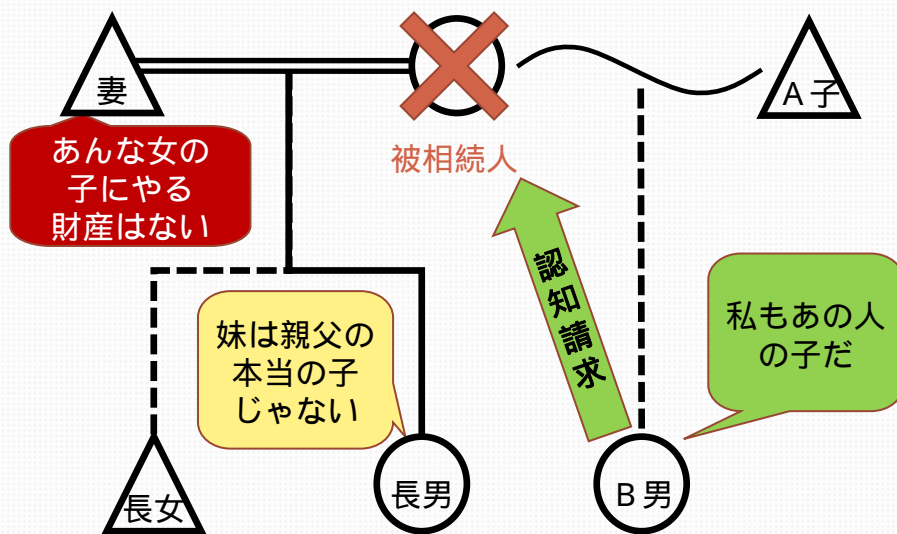 妻
A子
あんな女の
子にやる
財産はない
被相続人
認知請求
私もあの人
の子だ
妹は親父の
本当の子
じゃない
長女
長男
B男